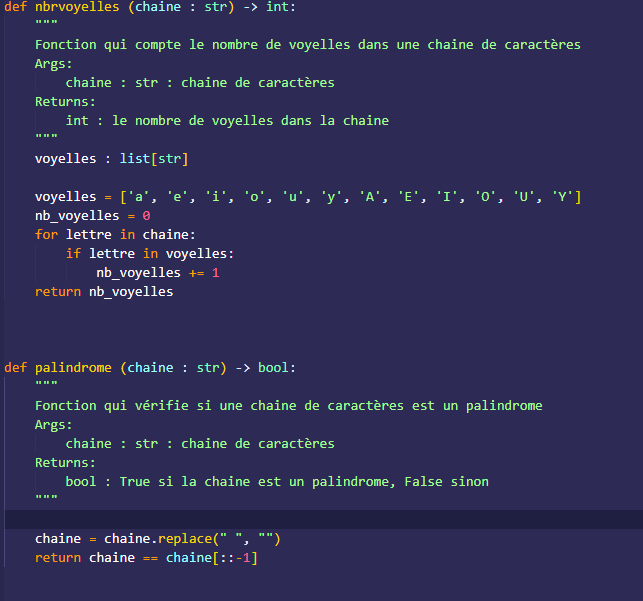 def nbrvoyelles (chaine : str) -> int:
    """
    Fonction qui compte le nombre de voyelles dans une chaine de caractères
    Args:
        chaine : str : chaine de caractères
    Returns:
        int : le nombre de voyelles dans la chaine
    """
    voyelles : list[str]
    voyelles = ['a', 'e', 'i', 'o', 'u', 'y', 'A', 'E', 'I', 'O', 'U', 'Y']
    nb_voyelles = 0
    for lettre in chaine:
        if lettre in voyelles:
            nb_voyelles += 1
    return nb_voyelles
def palindrome (chaine : str) -> bool:
    """
    Fonction qui vérifie si une chaine de caractères est un palindrome
    Args:
        chaine : str : chaine de caractères
    Returns:
        bool : True si la chaine est un palindrome, False sinon
    """
    chaine = chaine.replace(" ", "")
    return chaine == chaine[::-1]